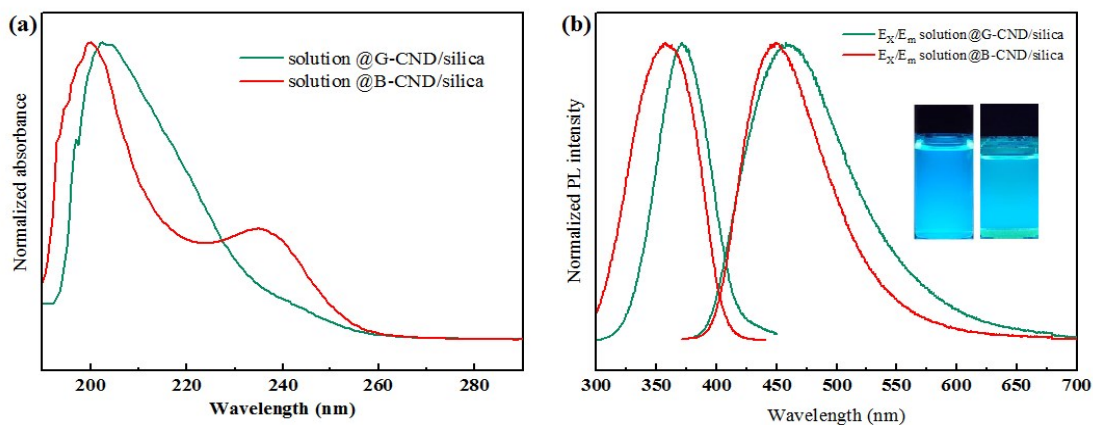 (a)
solution @G-CND/silica
solution @B-CND/silica
Normalized absorbance
200 220 240 260 280
Wavelength (nm)
(b)
Eₓ/Eₘ solution@G-CND/silica
Eₓ/Eₘ solution@B-CND/silica
Normalized PL intensity
300 350 400 450 500 550 600 650 700
Wavelength (nm)